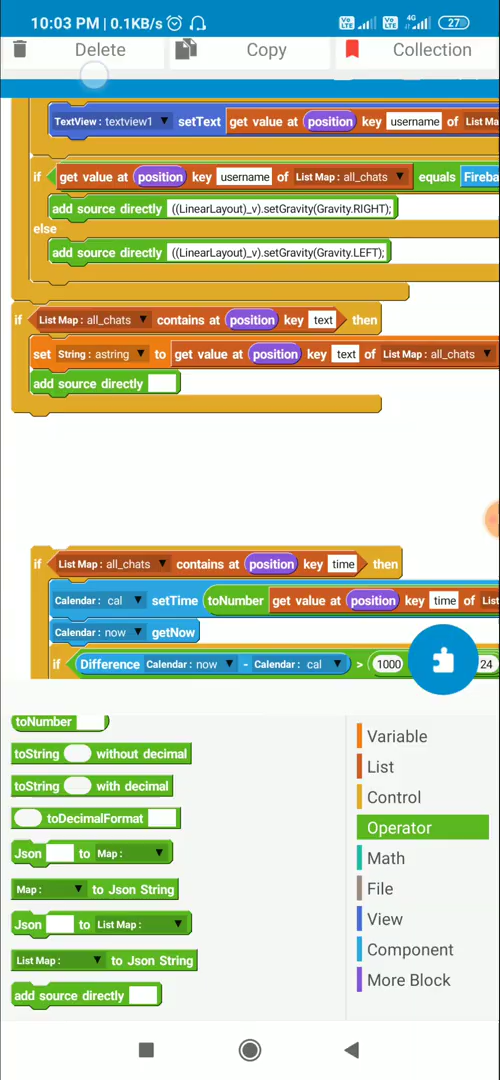 10:03 PM | 0.1KB/s Vo LTE Vo LTE 4G 27
Delete Copy Collection
TextView : textview1 setText get value at position key username of List Ma
if get value at position key username of List Map : all_chats equals Fireba
add source directly ((LinearLayout)_v).setGravity(Gravity.RIGHT);
else
add source directly ((LinearLayout)_v).setGravity(Gravity.LEFT);
if List Map : all_chats contains at position key text then
set String : astring to get value at position key text of List Map : all_chats
add source directly
if List Map : all_chats contains at position key time then
Calendar : cal setTime toNumber get value at position key time of List
Calendar : now getNow
if Difference Calendar : now - Calendar : cal > 1000 24
toNumber
toString without decimal
toString with decimal
toDecimalFormat
Json to Map :
Map : to Json String
Json to List Map :
List Map : to Json String
add source directly
Variable
List
Control
Operator
Math
File
View
Component
More Block